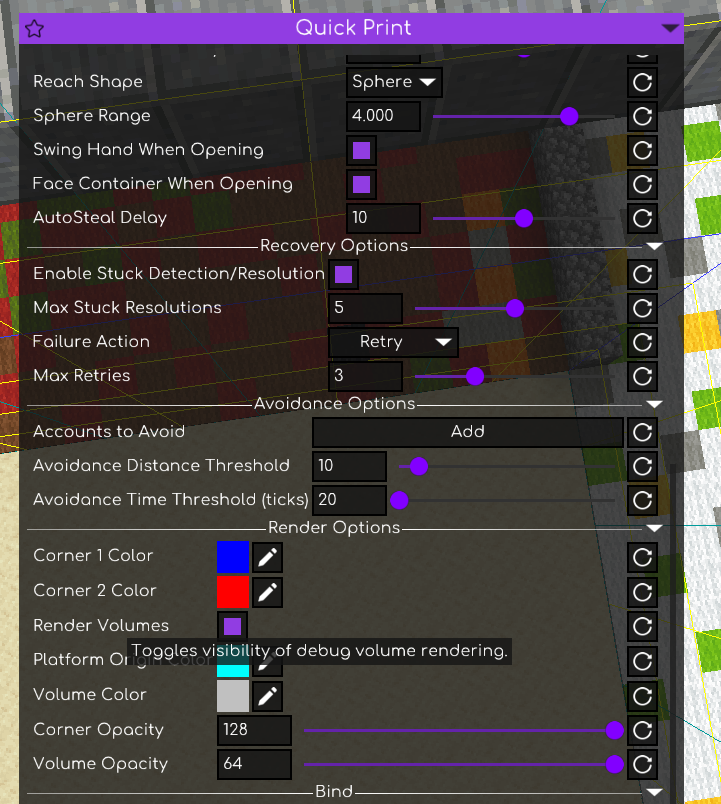 Quick Print
Reach Shape Sphere
Sphere Range 4.000
Swing Hand When Opening
Face Container When Opening
AutoSteal Delay 10
Recovery Options
Enable Stuck Detection/Resolution
Max Stuck Resolutions 5
Failure Action Retry
Max Retries 3
Avoidance Options
Accounts to Avoid Add
Avoidance Distance Threshold 10
Avoidance Time Threshold (ticks) 20
Render Options
Corner 1 Color
Corner 2 Color
Render Volumes
Toggles visibility of debug volume rendering.
Platform Origin Color
Volume Color
Corner Opacity 128
Volume Opacity 64
Bind